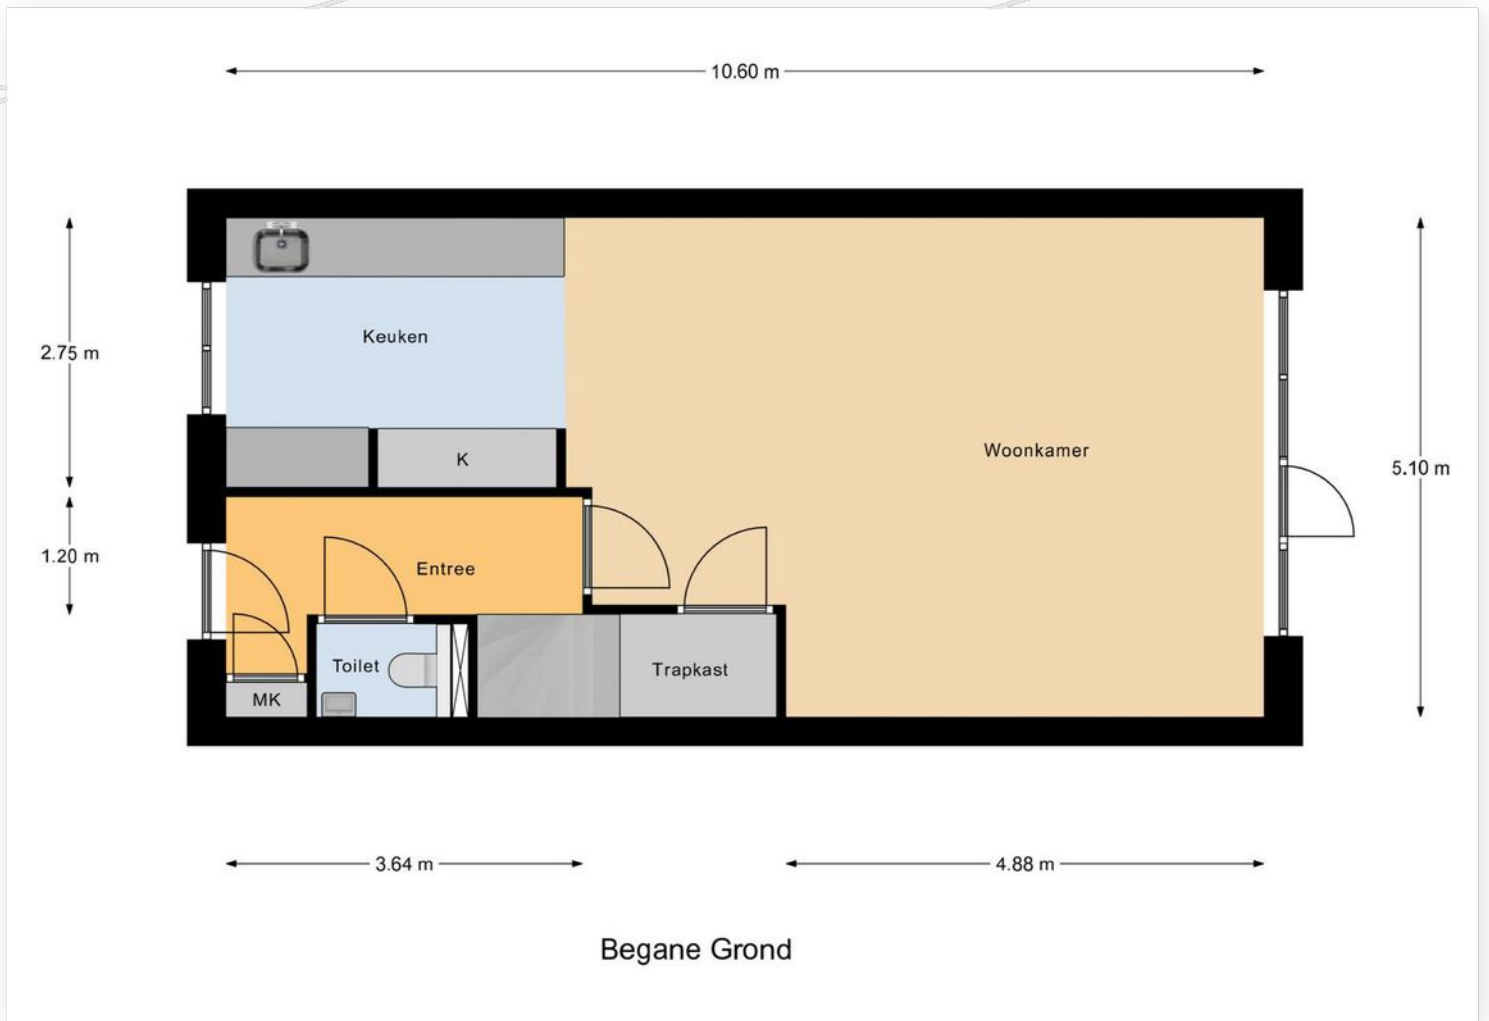 10.60 m
Keuken
2.75 m
K
Woonkamer
5.10 m
1.20 m
Entree
Toilet
Trapkast
MK
3.64 m
4.88 m
Begane Grond